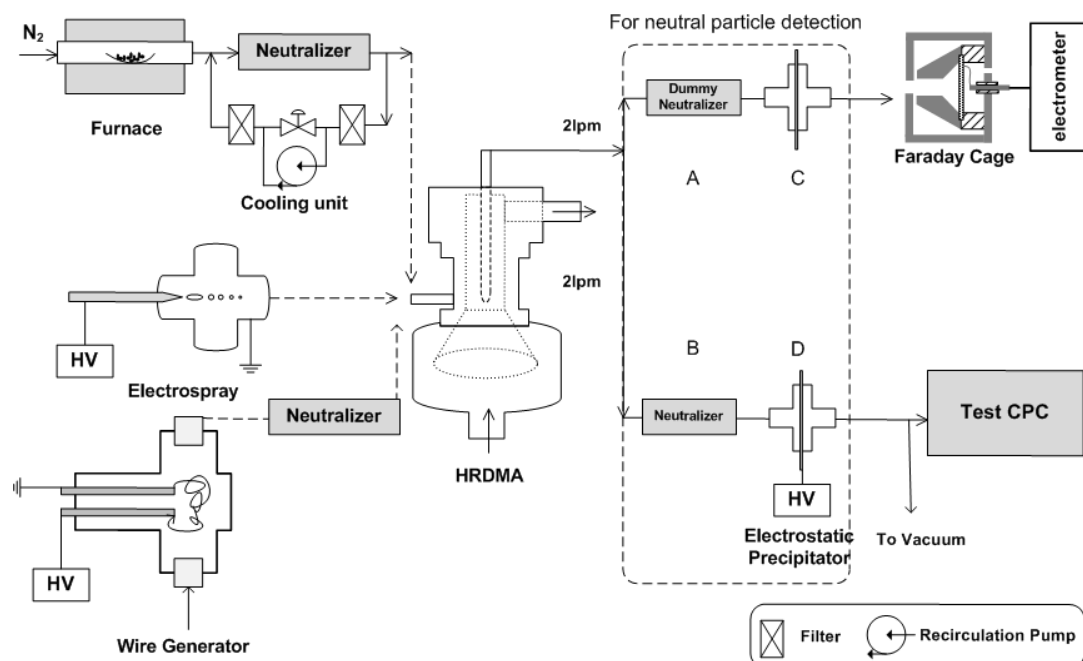 For neutral particle detection
N2
Neutralizer
Furnace
Cooling unit
2lpm
Dummy
Neutralizer
A
C
Faraday Cage
electrometer
HV
Electrospray
2lpm
HRDMA
B
D
Neutralizer
HV
Electrostatic
Precipitator
Test CPC
To Vacuum
Neutralizer
HV
Wire Generator
Filter
Recirculation Pump